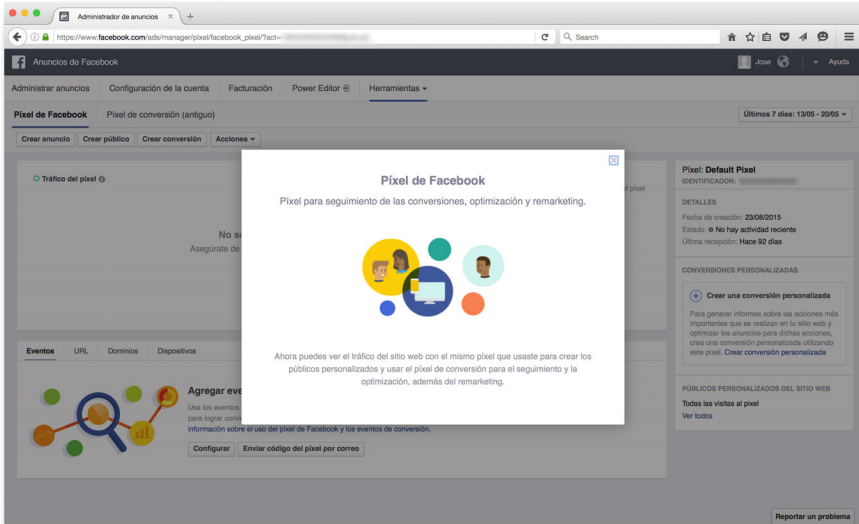 Administrador de anuncios
https://www.facebook.com/ads/manager/pixel/facebook_pixel/?act=
Search
Anuncios de Facebook
Jose
Ayuda
Administrar anuncios
Configuración de la cuenta
Facturación
Power Editor
Herramientas
Píxel de Facebook
Píxel de conversión (antiguo)
Últimos 7 días: 13/05 - 20/05
Crear anuncio
Crear público
Crear conversión
Acciones
Tráfico del píxel
el píxel
No se
Asegúrate de
Píxel de Facebook
Píxel para seguimiento de las conversiones, optimización y remarketing.
Ahora puedes ver el tráfico del sitio web con el mismo píxel que usaste para crear los
públicos personalizados y usar el píxel de conversión para el seguimiento y la
optimización, además del remarketing.
Píxel: Default Pixel
IDENTIFICADOR:
DETALLES
Fecha de creación: 23/08/2015
Estado: No hay actividad reciente
Última recepción: Hace 92 días
CONVERSIONES PERSONALIZADAS
Crear una conversión personalizada
Para generar informes sobre las acciones más
importantes que se realizan en tu sitio web y
optimizar los anuncios para dichas acciones,
crea una conversión personalizada utilizando
este píxel. Crear conversión personalizada
PÚBLICOS PERSONALIZADOS DEL SITIO WEB
Todas las visitas al píxel
Ver todos
Eventos
URL
Dominios
Dispositivos
Agregar eve
Usa los eventos
para lograr conve
información sobre el uso del píxel de Facebook y los eventos de conversión.
Configurar
Enviar código del píxel por correo
Reportar un problema